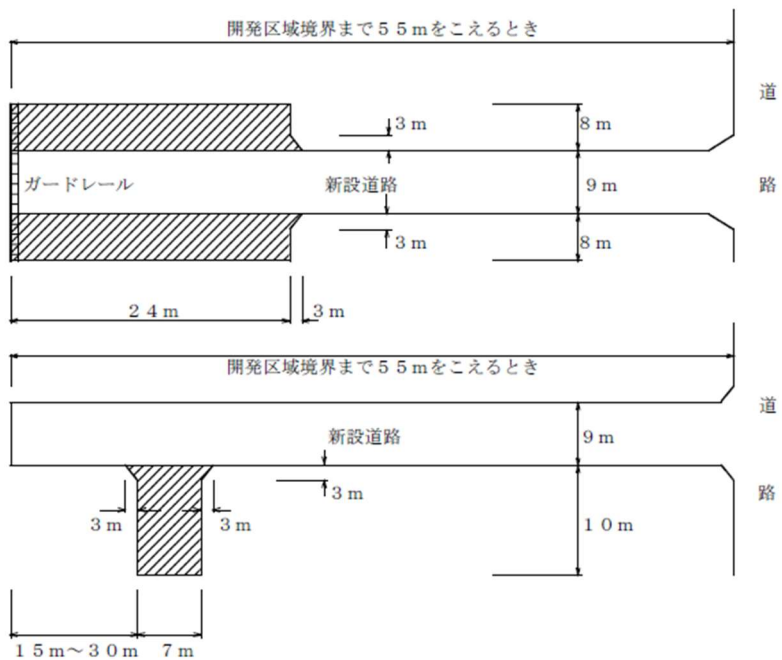 開発区域境界まで５５ｍをこえるとき
道
３ｍ
８ｍ
ガードレール
新設道路
９ｍ
路
３ｍ
８ｍ
２４ｍ
３ｍ
開発区域境界まで５５ｍをこえるとき
道
新設道路
９ｍ
３ｍ
路
３ｍ
３ｍ
１０ｍ
１５ｍ～３０ｍ
７ｍ